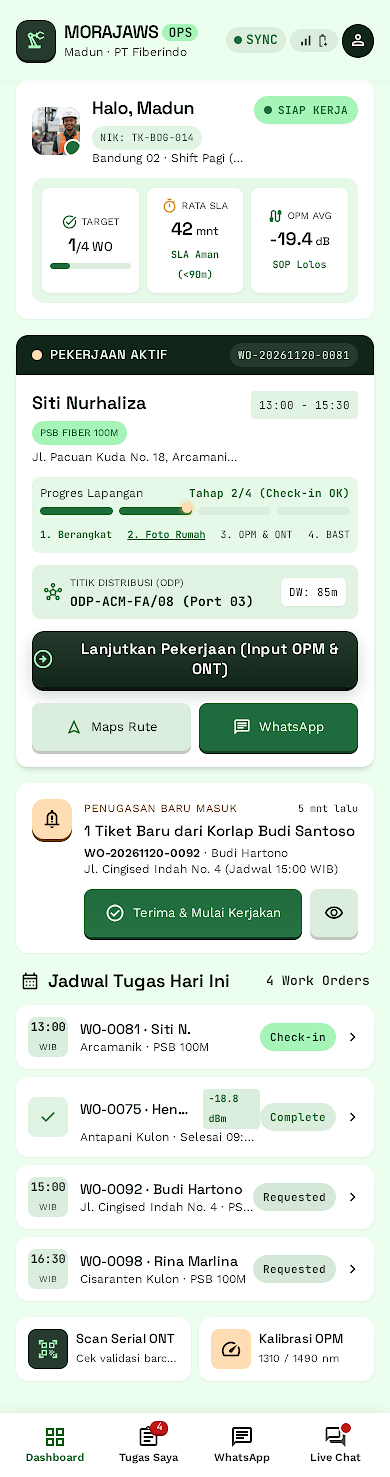 MORAJAWS OPS
Madun · PT Fiberindo
SYNC
Halo, Madun
SIAP KERJA
NIK: TK-BDG-014
Bandung 02 · Shift Pagi (...
TARGET
1/4 WO
RATA SLA
42 mnt
SLA Aman
(<90m)
OPM AVG
-19.4 dB
SOP Lolos
PEKERJAAN AKTIF
WO-20261120-0081
Siti Nurhaliza
13:00 - 15:30
PSB FIBER 100M
Jl. Pacuan Kuda No. 18, Arcamani...
Progres Lapangan
Tahap 2/4 (Check-in OK)
1. Berangkat
2. Foto Rumah
3. OPM & ONT
4. BAST
TITIK DISTRIBUSI (ODP)
ODP-ACM-FA/08 (Port 03)
DW: 85m
Lanjutkan Pekerjaan (Input OPM &
ONT)
Maps Rute
WhatsApp
PENUGASAN BARU MASUK
5 mnt lalu
1 Tiket Baru dari Korlap Budi Santoso
WO-20261120-0092 · Budi Hartono
Jl. Cingised Indah No. 4 (Jadwal 15:00 WIB)
Terima & Mulai Kerjakan
Jadwal Tugas Hari Ini
4 Work Orders
13:00
WIB
WO-0081 · Siti N.
Arcamanik · PSB 100M
Check-in
WO-0075 · Hen...
-18.8
dBm
Antapani Kulon · Selesai 09:...
Complete
15:00
WIB
WO-0092 · Budi Hartono
Jl. Cingised Indah No. 4 · PS...
Requested
16:30
WIB
WO-0098 · Rina Marlina
Cisaranten Kulon · PSB 100M
Requested
Scan Serial ONT
Cek validasi barc...
Kalibrasi OPM
1310 / 1490 nm
Dashboard
4
Tugas Saya
WhatsApp
Live Chat